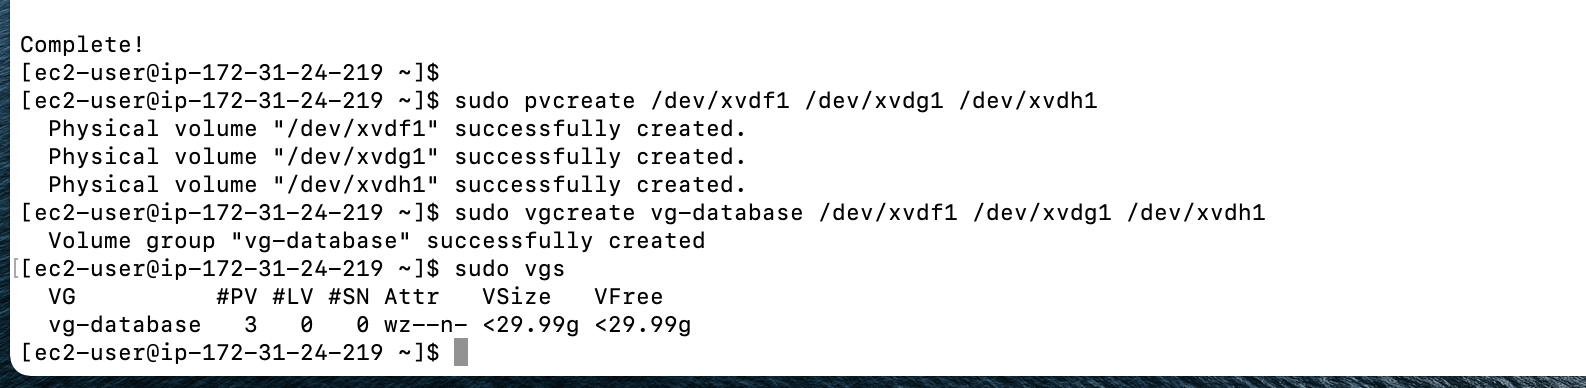 Complete!
[ec2-user@ip-172-31-24-219 ~]$
[ec2-user@ip-172-31-24-219 ~]$ sudo pvcreate /dev/xvdf1 /dev/xvdg1 /dev/xvdh1
  Physical volume "/dev/xvdf1" successfully created.
  Physical volume "/dev/xvdg1" successfully created.
  Physical volume "/dev/xvdh1" successfully created.
[ec2-user@ip-172-31-24-219 ~]$ sudo vgcreate vg-database /dev/xvdf1 /dev/xvdg1 /dev/xvdh1
  Volume group "vg-database" successfully created
[[ec2-user@ip-172-31-24-219 ~]$ sudo vgs
  VG          #PV #LV #SN Attr   VSize   VFree
  vg-database   3   0   0 wz--n- <29.99g <29.99g
[ec2-user@ip-172-31-24-219 ~]$